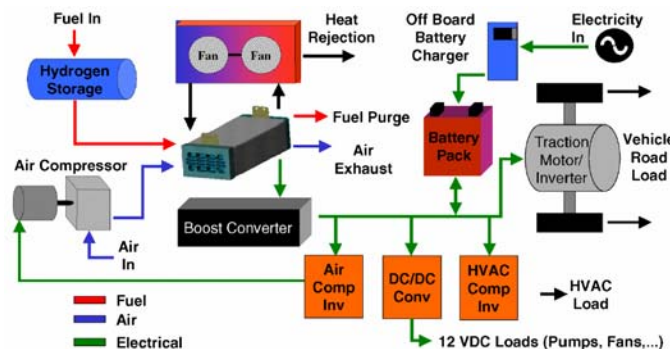 Fuel In
Hydrogen
Storage
Fan
Fan
Heat
Rejection
Off Board
Battery
Charger
Electricity
In
Fuel Purge
Air
Exhaust
Battery
Pack
Traction
Motor/
Inverter
Vehicle
Road
Load
Air Compressor
Air
In
Boost Converter
Air
Comp
Inv
DC/DC
Conv
HVAC
Comp
Inv
HVAC
Load
Fuel
Air
Electrical
12 VDC Loads (Pumps, Fans,...)